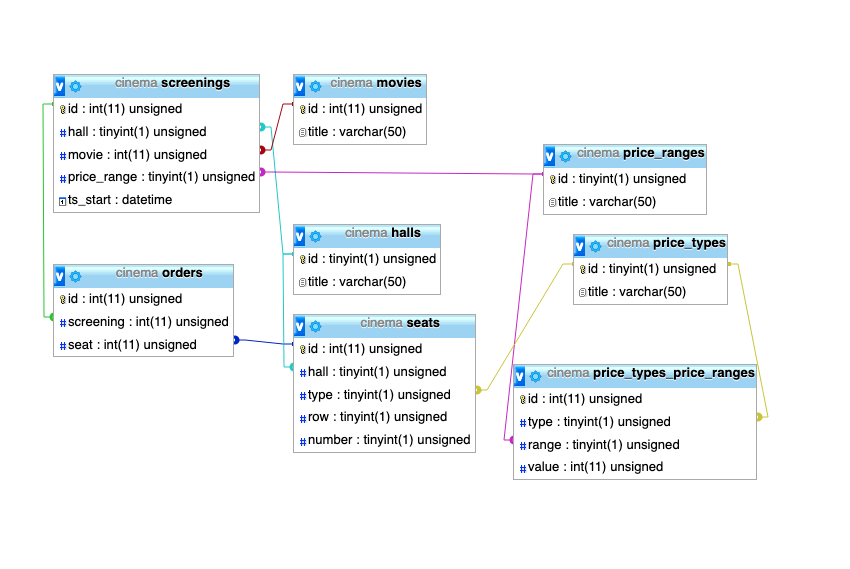 cinema screenings
id : int(11) unsigned
hall : tinyint(1) unsigned
movie : int(11) unsigned
price_range : tinyint(1) unsigned
ts_start : datetime
cinema movies
id : int(11) unsigned
title : varchar(50)
cinema price_ranges
id : tinyint(1) unsigned
title : varchar(50)
cinema halls
id : tinyint(1) unsigned
title : varchar(50)
cinema price_types
id : tinyint(1) unsigned
title : varchar(50)
cinema orders
id : int(11) unsigned
screening : int(11) unsigned
seat : int(11) unsigned
cinema seats
id : int(11) unsigned
hall : tinyint(1) unsigned
type : tinyint(1) unsigned
row : tinyint(1) unsigned
number : tinyint(1) unsigned
cinema price_types_price_ranges
id : int(11) unsigned
type : tinyint(1) unsigned
range : tinyint(1) unsigned
value : int(11) unsigned